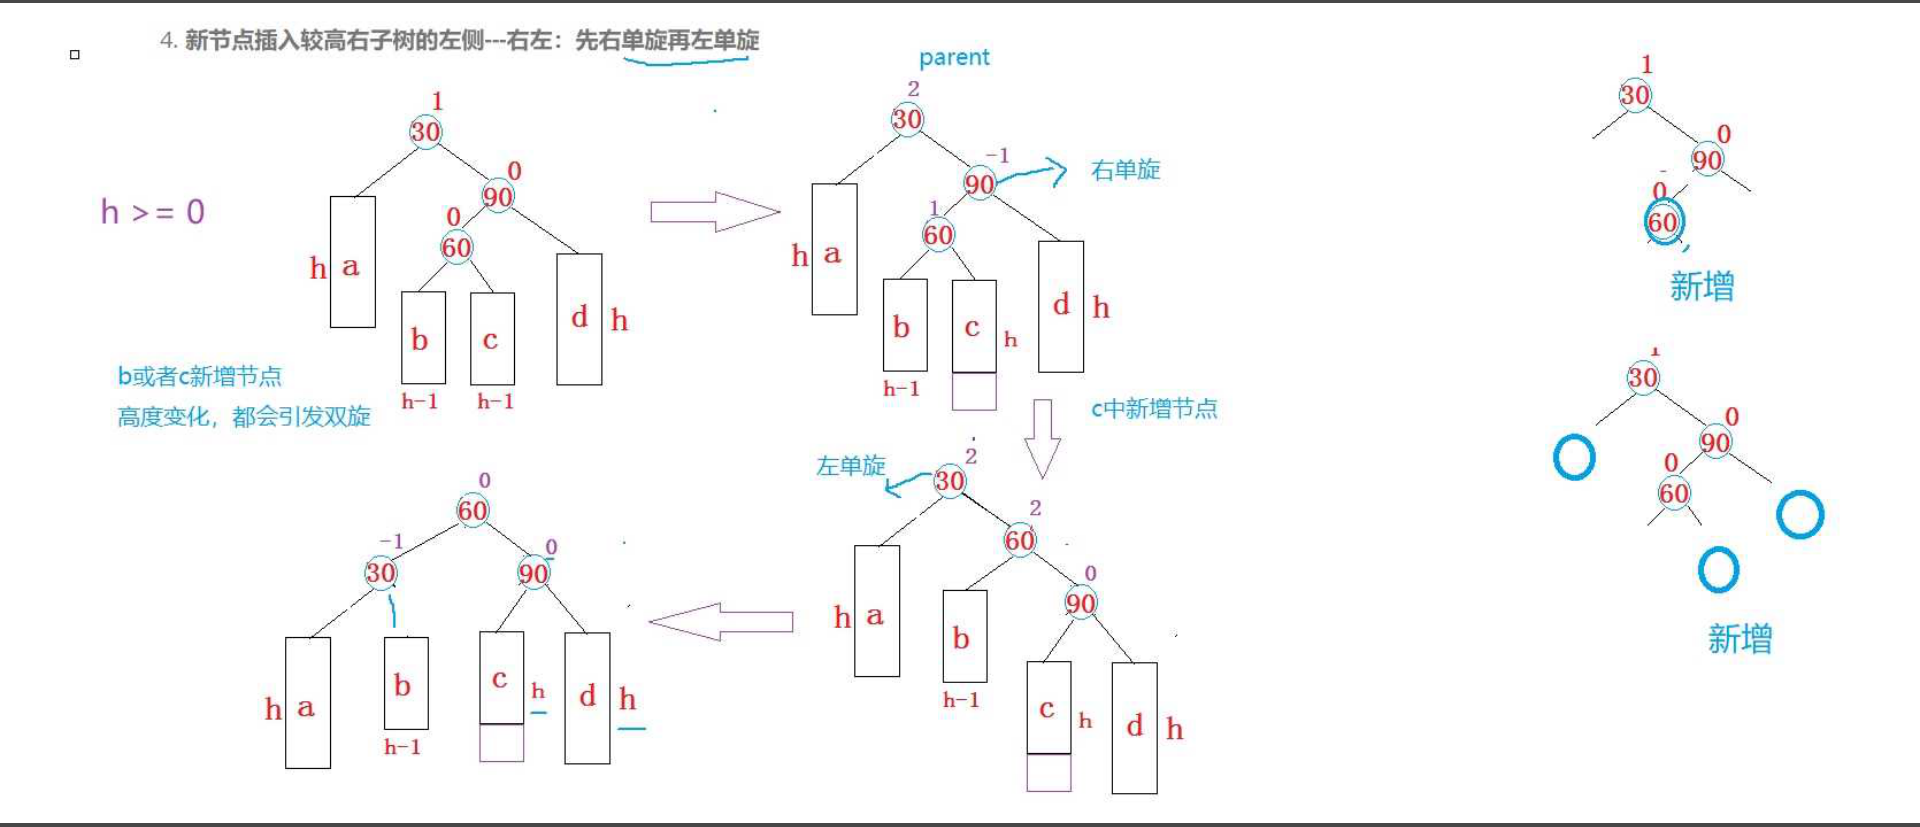 4. 新节点插入较高右子树的左侧---右左：先右单旋再左单旋
h >= 0
1
30
0
90
0
60
h a
b
c
d h
h-1
h-1
b或者c新增节点
高度变化，都会引发双旋
parent
2
30
-1
90
右单旋
1
60
h a
b
c h
d h
h-1
c中新增节点
左单旋
2
30
2
60
0
90
h a
b
h-1
c h
d h
0
60
-1
30
0
90
h a
b
h-1
c h
d h
1
30
0
90
0
60
新增
1
30
0
90
0
60
新增